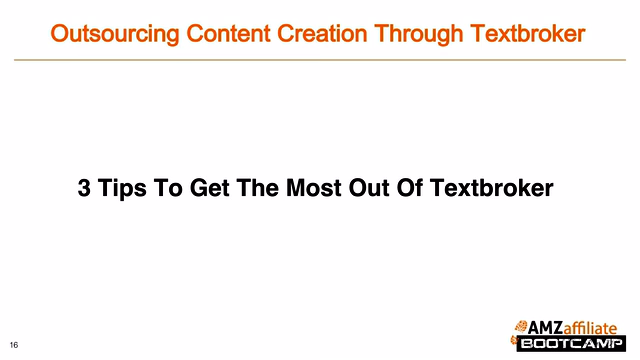 Outsourcing Content Creation Through Textbroker
3 Tips To Get The Most Out Of Textbroker
16
AMZaffiliate
BOOTCAMP